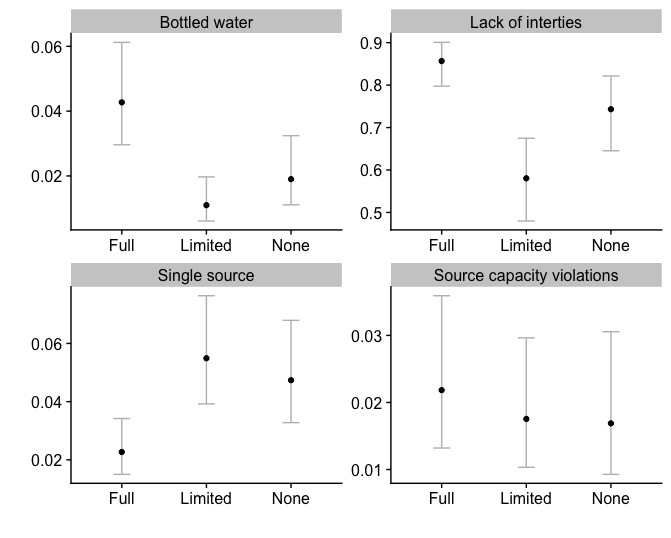 Bottled water
0.06
0.04
0.02
Full Limited None
Lack of interties
0.9
0.8
0.7
0.6
0.5
Full Limited None
Single source
0.06
0.04
0.02
Full Limited None
Source capacity violations
0.03
0.02
0.01
Full Limited None